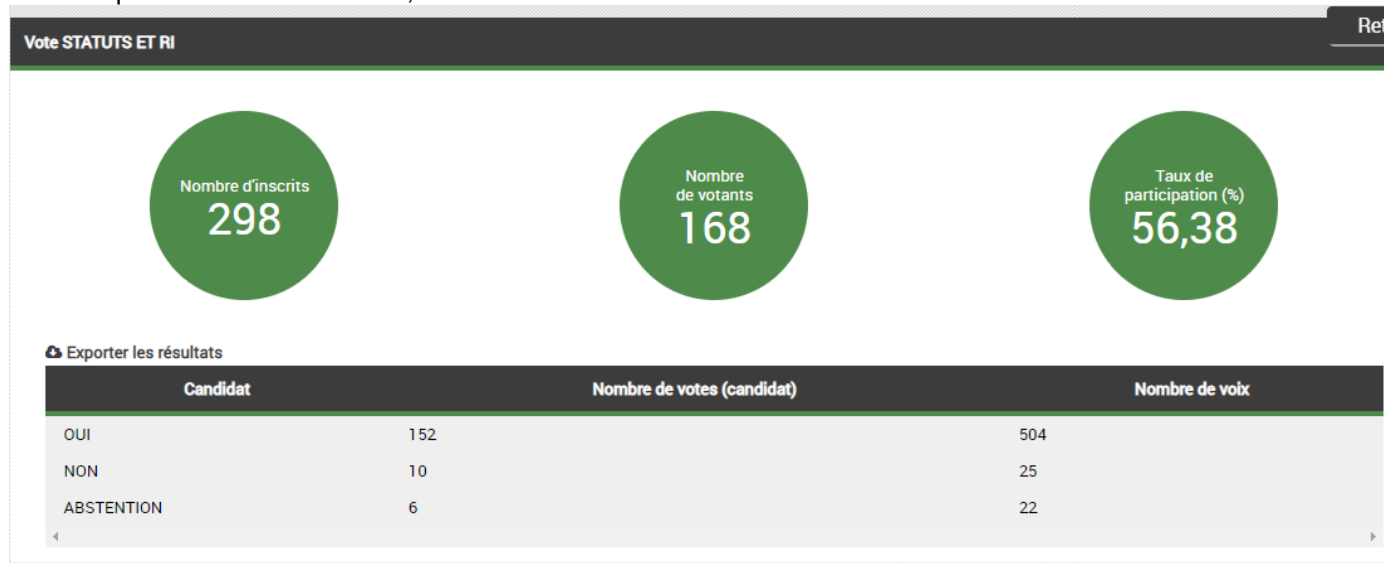 Vote STATUTS ET RI
Nombre d'inscrits
298
Nombre
de votants
168
Taux de
participation (%)
56,38
Exporter les résultats
Candidat Nombre de votes (candidat) Nombre de voix
OUI 152 504
NON 10 25
ABSTENTION 6 22